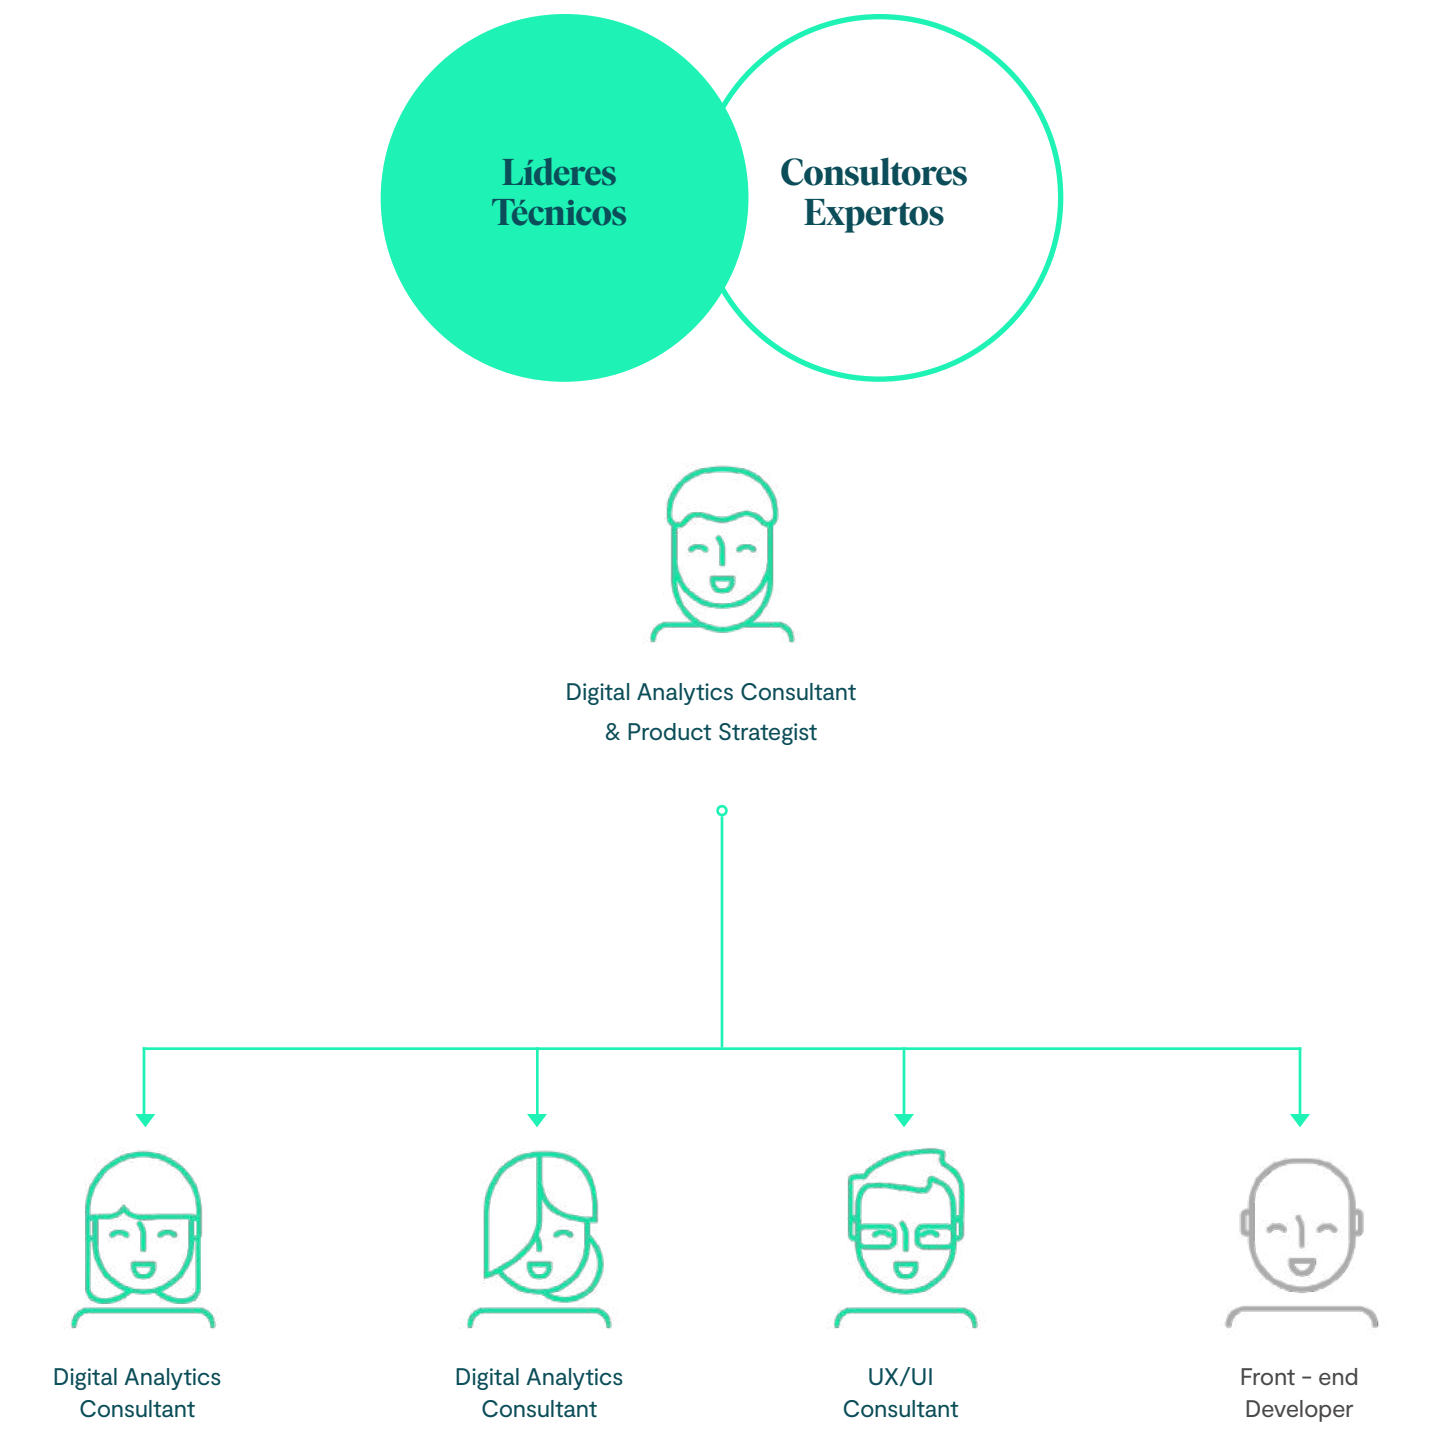 Líderes
Técnicos
Consultores
Expertos
Digital Analytics Consultant
& Product Strategist
Digital Analytics
Consultant
Digital Analytics
Consultant
UX/UI
Consultant
Front - end
Developer